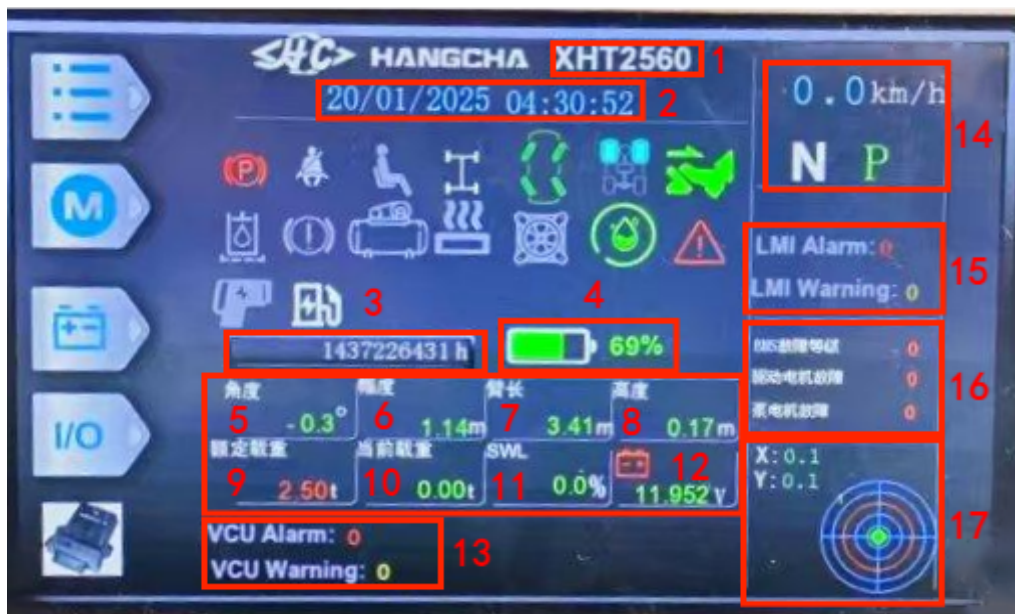 HC HANGCHA XHT2560 1
20/01/2025 04:30:52 2
0.0km/h
N P 14
M
3 4
1437226431 h 69%
LMI Alarm: 0 15
LMI Warning: 0
角度 幅度 臂长 高度
5 -0.3° 6 1.14m 7 3.41m 8 0.17m
额定载重 当前载重 SWL 12
9 2.50t 10 0.00t 11 0.0% 11.952 V
BMS故障等级 0 16
驱动电机故障 0
泵电机故障 0
I/O
X:0.1
Y:0.1 17
VCU Alarm: 0 13
VCU Warning: 0